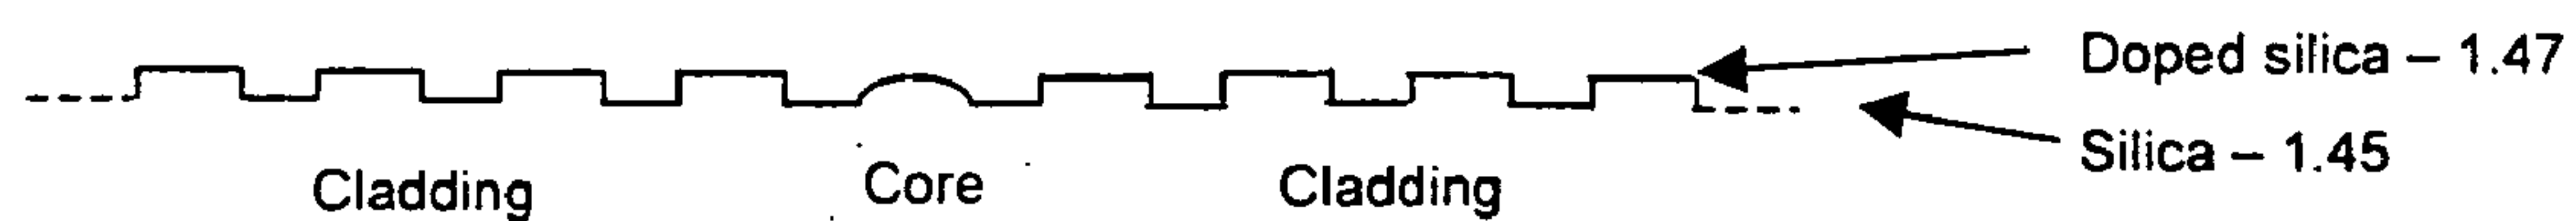 Doped silica – 1.47
Silica – 1.45
Cladding
Core
Cladding